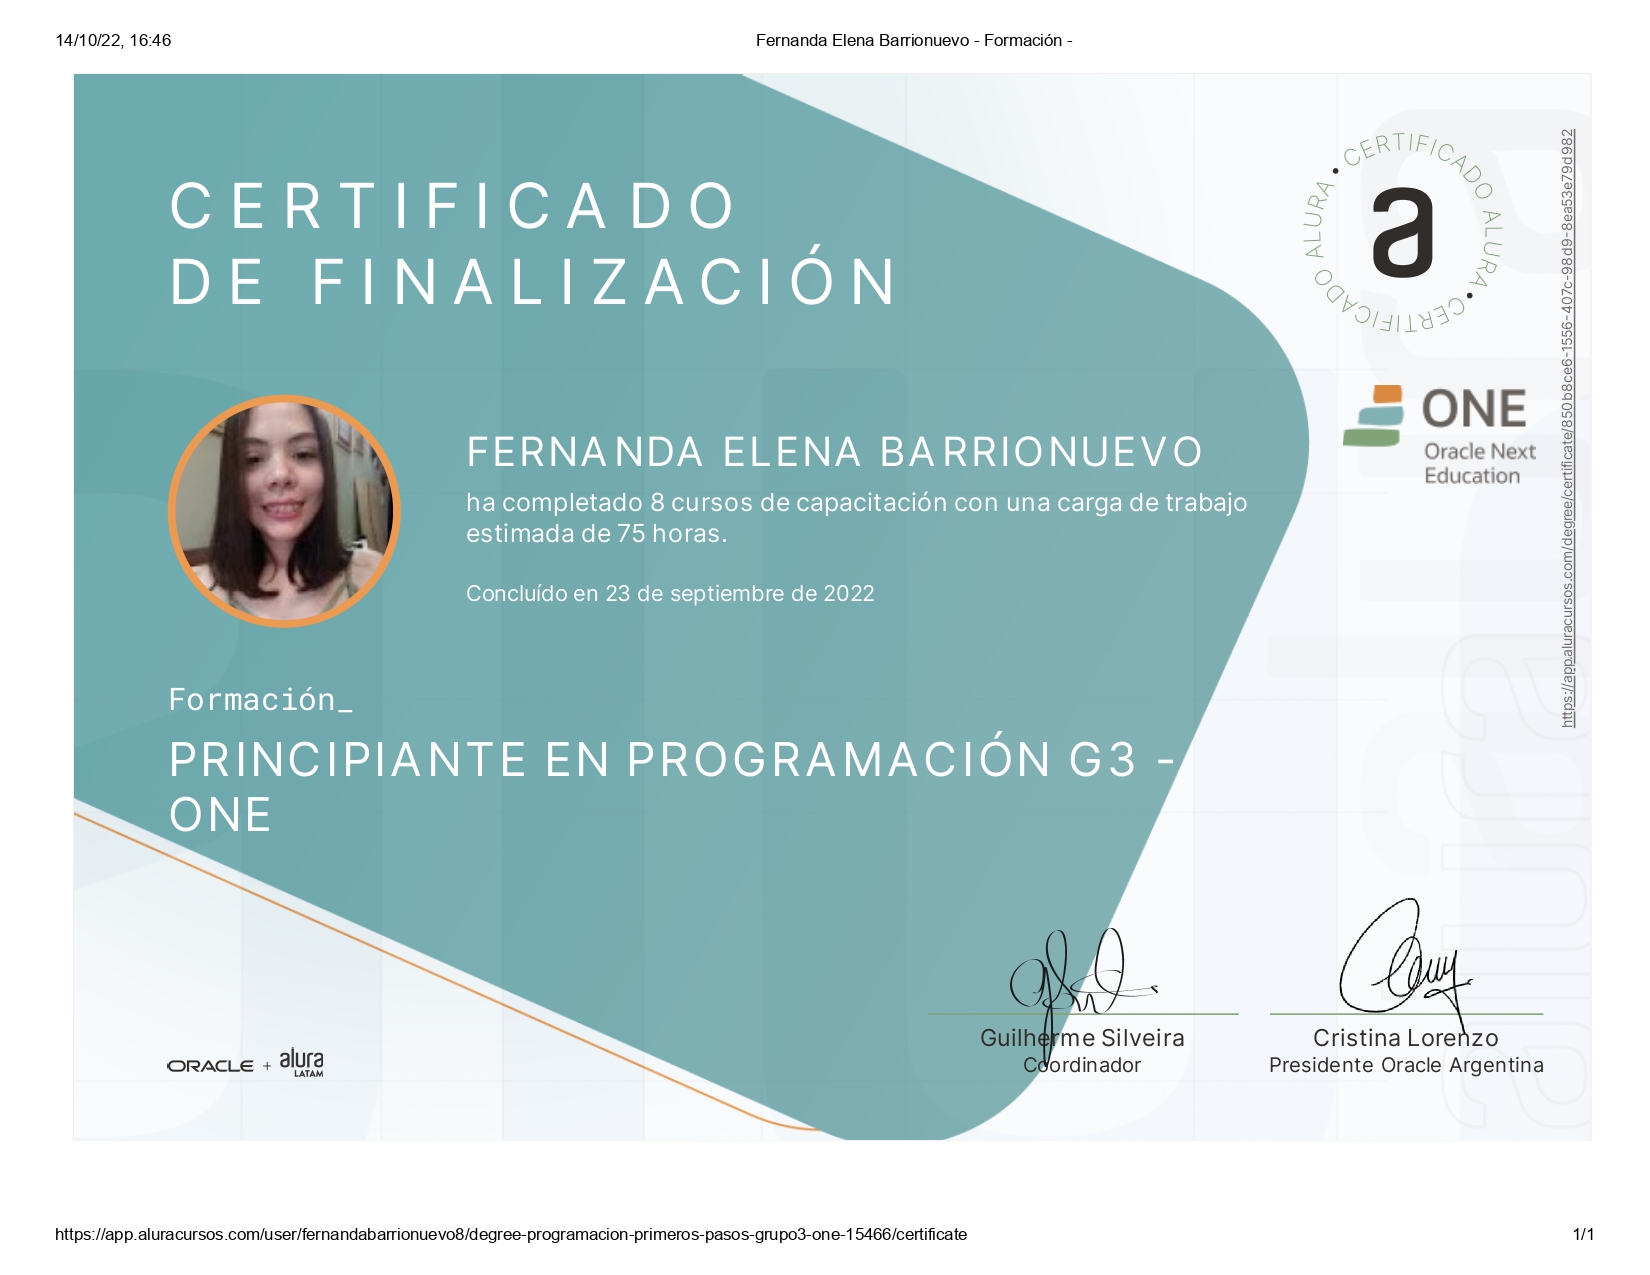 14/10/22, 16:46
Fernanda Elena Barrionuevo - Formación -
CERTIFICADO
DE FINALIZACIÓN
CERTIFICADO ALURA • CERTIFICADO ALURA •
a
ONE
Oracle Next
Education
https://app.aluracursos.com/degree/certificate/850b8ce6-1556-407c-98d9-8ea53e79d982
FERNANDA ELENA BARRIONUEVO
ha completado 8 cursos de capacitación con una carga de trabajo
estimada de 75 horas.
Concluído en 23 de septiembre de 2022
Formación_
PRINCIPIANTE EN PROGRAMACIÓN G3 -
ONE
Guilherme Silveira
Coordinador
Cristina Lorenzo
Presidente Oracle Argentina
ORACLE + alura
LATAM
alura
https://app.aluracursos.com/user/fernandabarrionuevo8/degree-programacion-primeros-pasos-grupo3-one-15466/certificate
1/1